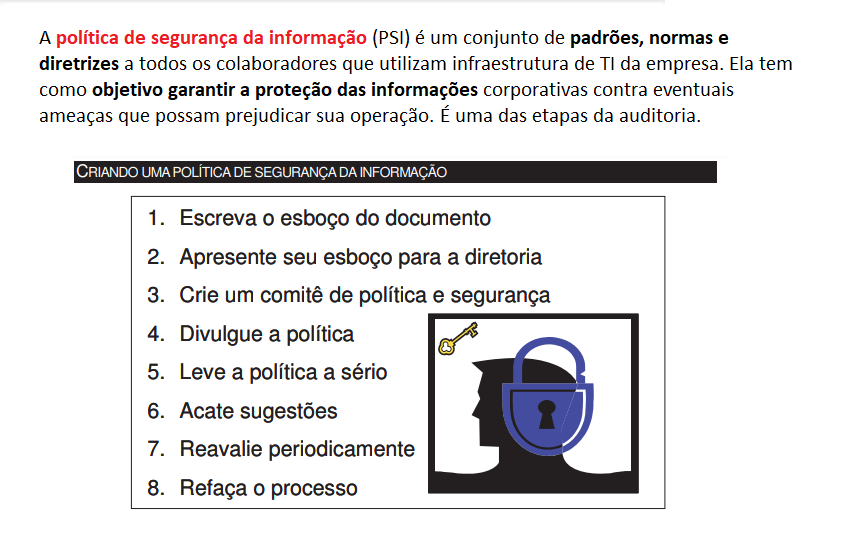 A política de segurança da informação (PSI) é um conjunto de padrões, normas e
diretrizes a todos os colaboradores que utilizam infraestrutura de TI da empresa. Ela tem
como objetivo garantir a proteção das informações corporativas contra eventuais
ameaças que possam prejudicar sua operação. É uma das etapas da auditoria.
CRIANDO UMA POLÍTICA DE SEGURANÇA DA INFORMAÇÃO
1. Escreva o esboço do documento
2. Apresente seu esboço para a diretoria
3. Crie um comitê de política e segurança
4. Divulgue a política
5. Leve a política a sério
6. Acate sugestões
7. Reavalie periodicamente
8. Refaça o processo